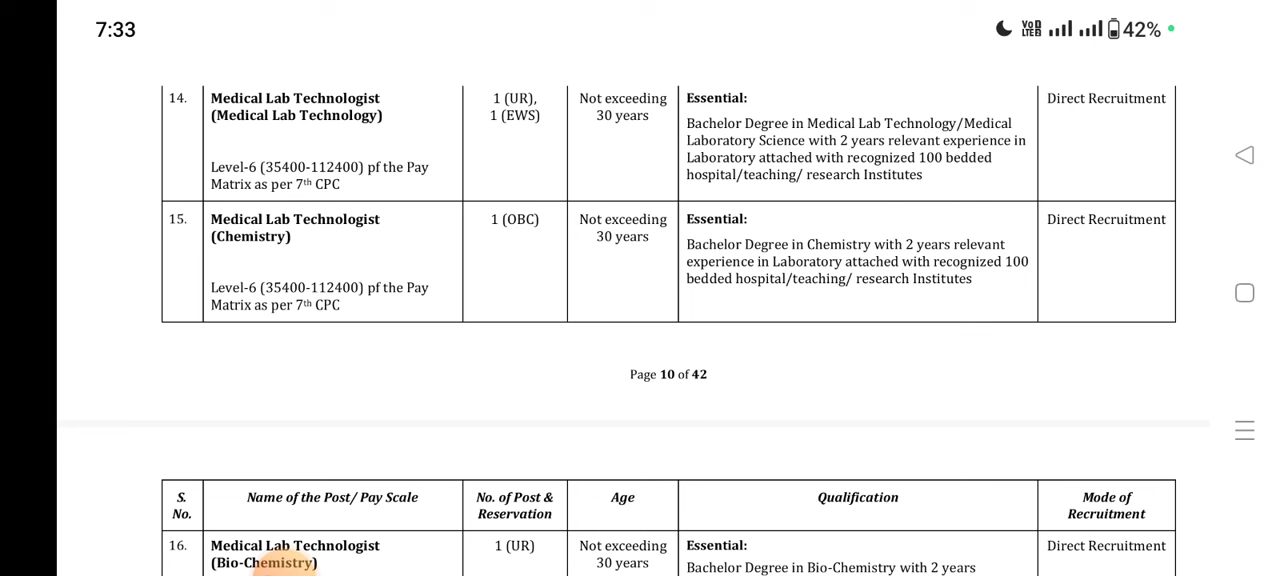 7:33
VoD LTE2 42%
14. Medical Lab Technologist 1 (UR), Not exceeding Essential: Direct Recruitment
(Medical Lab Technology) 1 (EWS) 30 years
Bachelor Degree in Medical Lab Technology/Medical
Laboratory Science with 2 years relevant experience in
Level-6 (35400-112400) pf the Pay Laboratory attached with recognized 100 bedded
Matrix as per 7th CPC hospital/teaching/ research Institutes
15. Medical Lab Technologist 1 (OBC) Not exceeding Essential: Direct Recruitment
(Chemistry) 30 years
Bachelor Degree in Chemistry with 2 years relevant
experience in Laboratory attached with recognized 100
Level-6 (35400-112400) pf the Pay bedded hospital/teaching/ research Institutes
Matrix as per 7th CPC
Page 10 of 42
S. No. Name of the Post/ Pay Scale No. of Post & Reservation Age Qualification Mode of Recruitment
16. Medical Lab Technologist 1 (UR) Not exceeding Essential: Direct Recruitment
(Bio-Chemistry) 30 years Bachelor Degree in Bio-Chemistry with 2 years